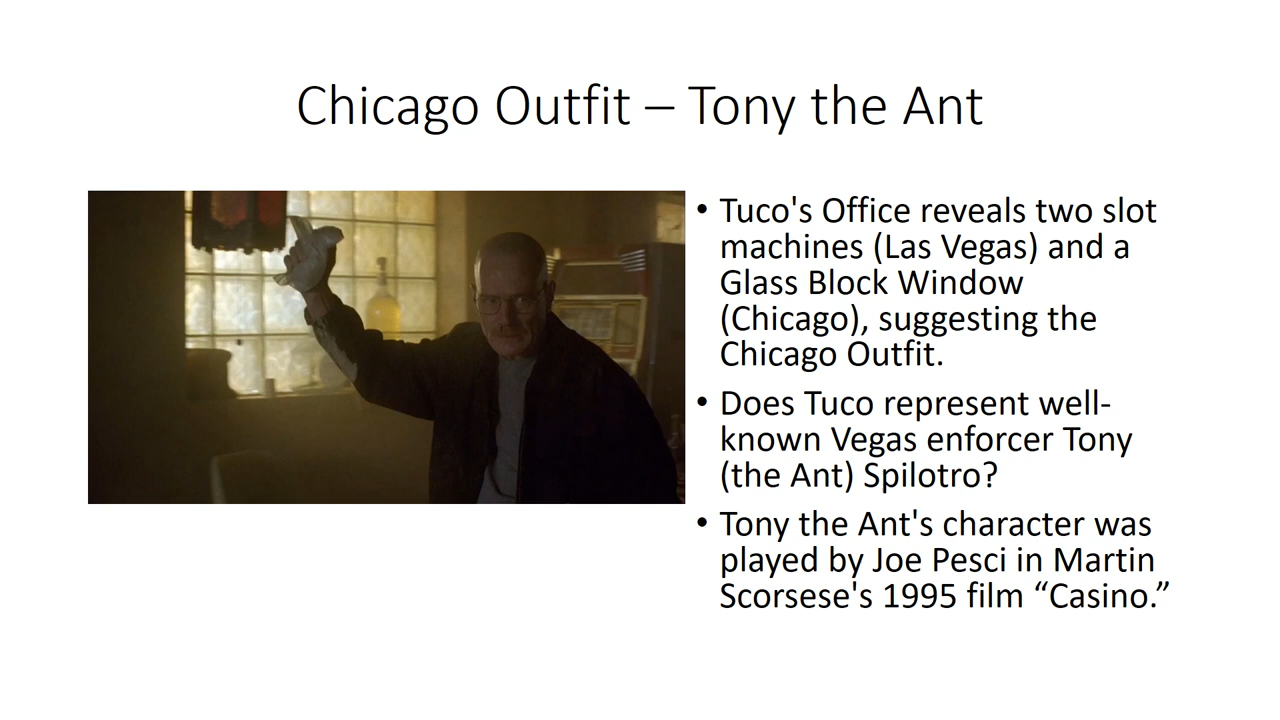 Chicago Outfit – Tony the Ant
• Tuco's Office reveals two slot
machines (Las Vegas) and a
Glass Block Window
(Chicago), suggesting the
Chicago Outfit.
• Does Tuco represent well-
known Vegas enforcer Tony
(the Ant) Spilotro?
• Tony the Ant's character was
played by Joe Pesci in Martin
Scorsese's 1995 film “Casino.”